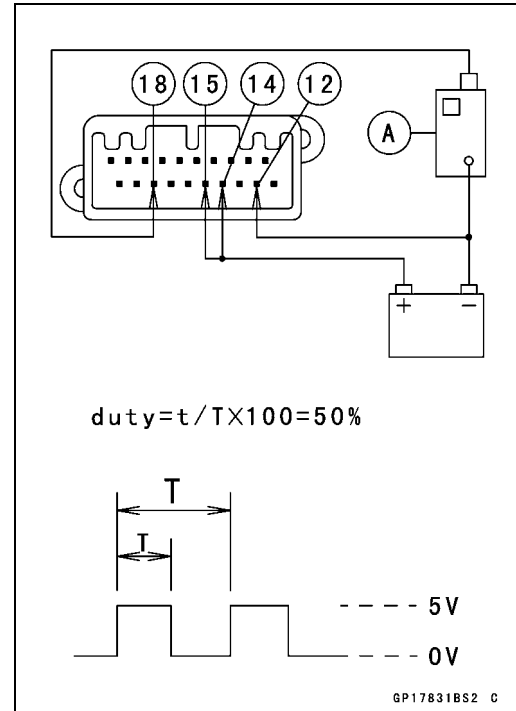 18 15 14 12
A
+ −
duty=t/T×100=50%
T
T
5V
0V
GP17831BS2 C